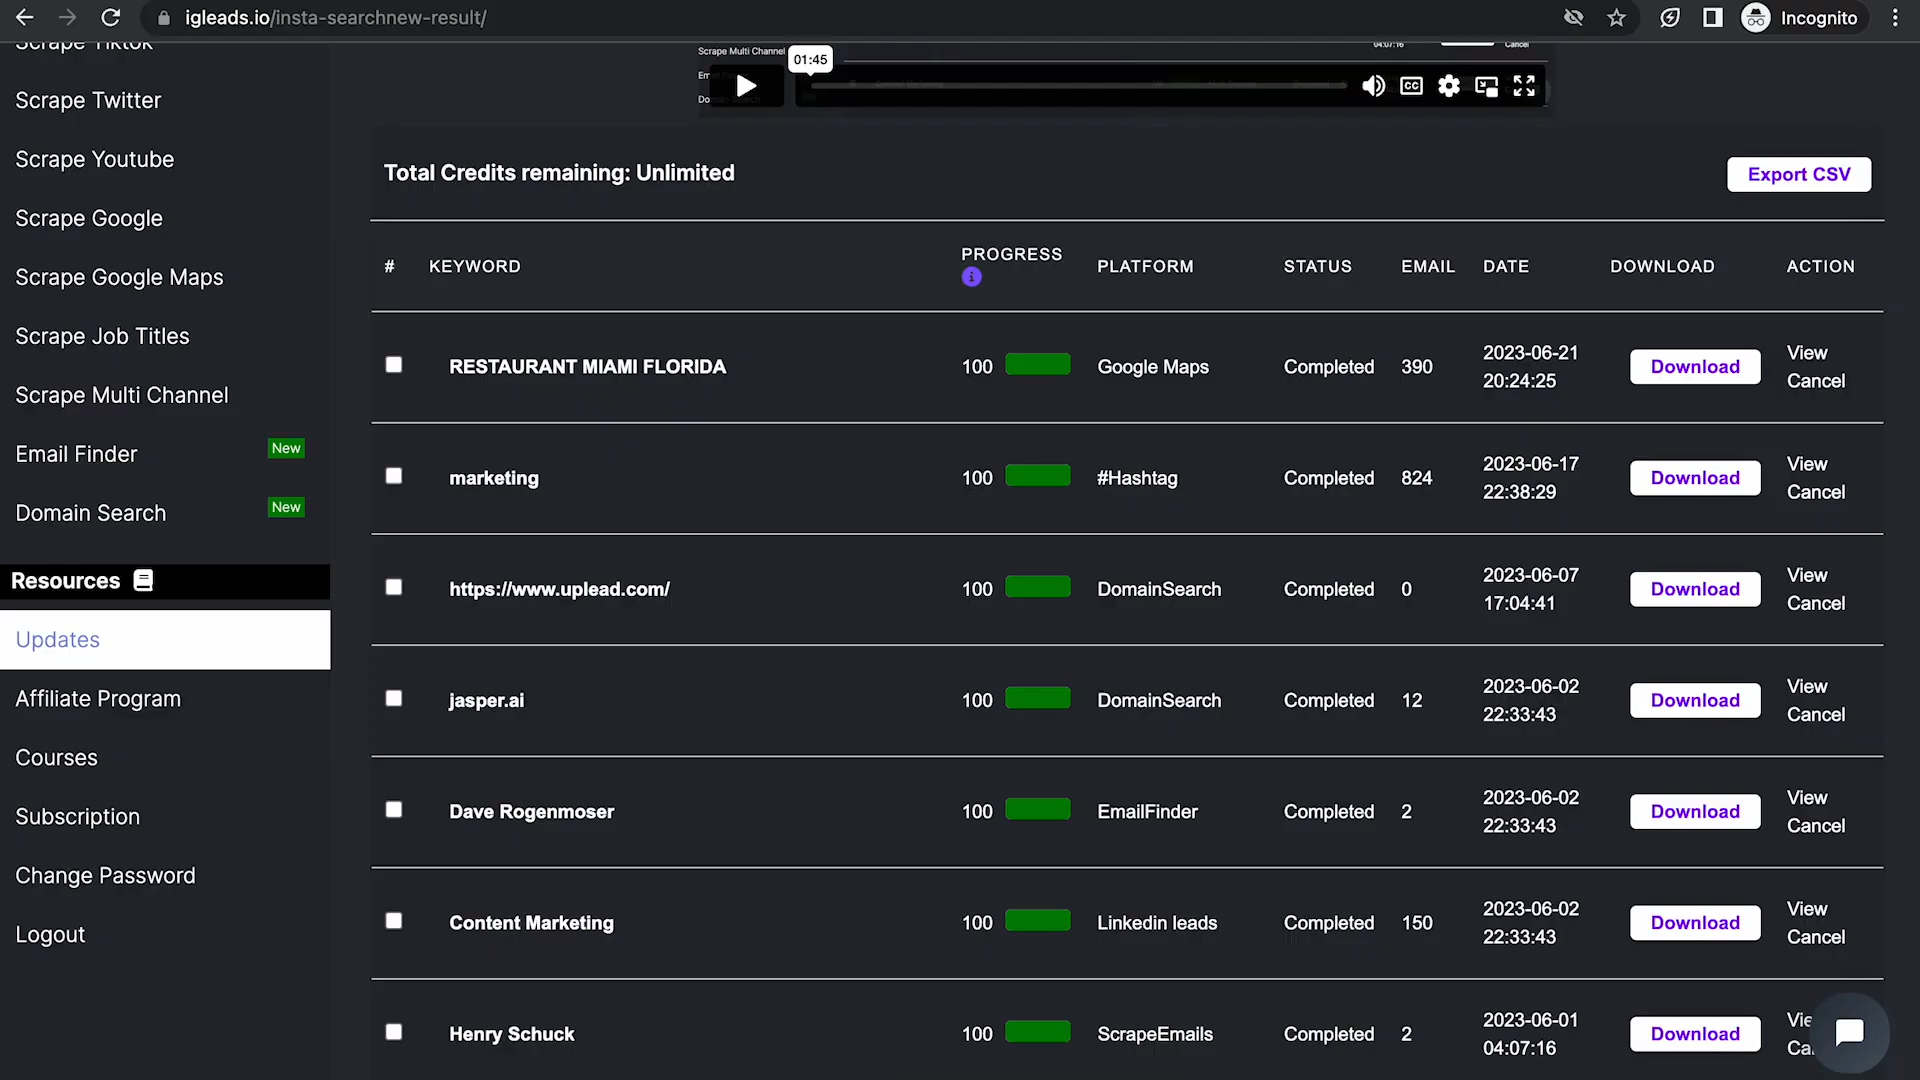 igleads.io/insta-searchnew-result/
Incognito
Scrape Tiktok
Scrape Twitter
Scrape Youtube
Scrape Google
Scrape Google Maps
Scrape Job Titles
Scrape Multi Channel
Email Finder New
Domain Search New
Resources
Updates
Affiliate Program
Courses
Subscription
Change Password
Logout
Scrape Multi Channel
01:45
04:07:16
Cancel
Em
Do
CC
Total Credits remaining: Unlimited
Export CSV
# KEYWORD PROGRESS PLATFORM STATUS EMAIL DATE DOWNLOAD ACTION
i
RESTAURANT MIAMI FLORIDA 100 Google Maps Completed 390 2023-06-21 Download View
20:24:25 Cancel
marketing 100 #Hashtag Completed 824 2023-06-17 Download View
22:38:29 Cancel
https://www.uplead.com/ 100 DomainSearch Completed 0 2023-06-07 Download View
17:04:41 Cancel
jasper.ai 100 DomainSearch Completed 12 2023-06-02 Download View
22:33:43 Cancel
Dave Rogenmoser 100 EmailFinder Completed 2 2023-06-02 Download View
22:33:43 Cancel
Content Marketing 100 Linkedin leads Completed 150 2023-06-02 Download View
22:33:43 Cancel
Henry Schuck 100 ScrapeEmails Completed 2 2023-06-01 Download Vie
04:07:16 Ca